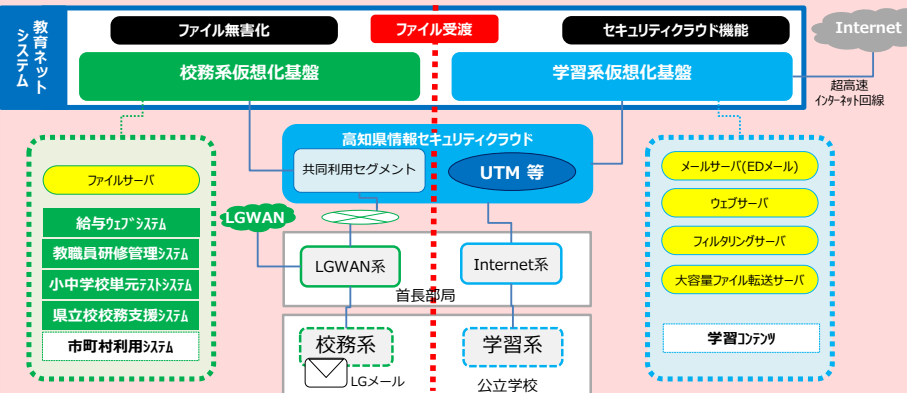 教育ネット
システム
ファイル無害化
ファイル受渡
セキュリティクラウド機能
Internet
校務系仮想化基盤
学習系仮想化基盤
超高速
インターネット回線
高知県情報セキュリティクラウド
共同利用セグメント
UTM 等
ファイルサーバ
給与ウェブシステム
教職員研修管理システム
小中学校単元テストシステム
県立校校務支援システム
市町村利用システム
LGWAN
LGWAN系
Internet系
首長部局
校務系
学習系
LGメール
公立学校
メールサーバ(EDメール)
ウェブサーバ
フィルタリングサーバ
大容量ファイル転送サーバ
学習コンテンツ